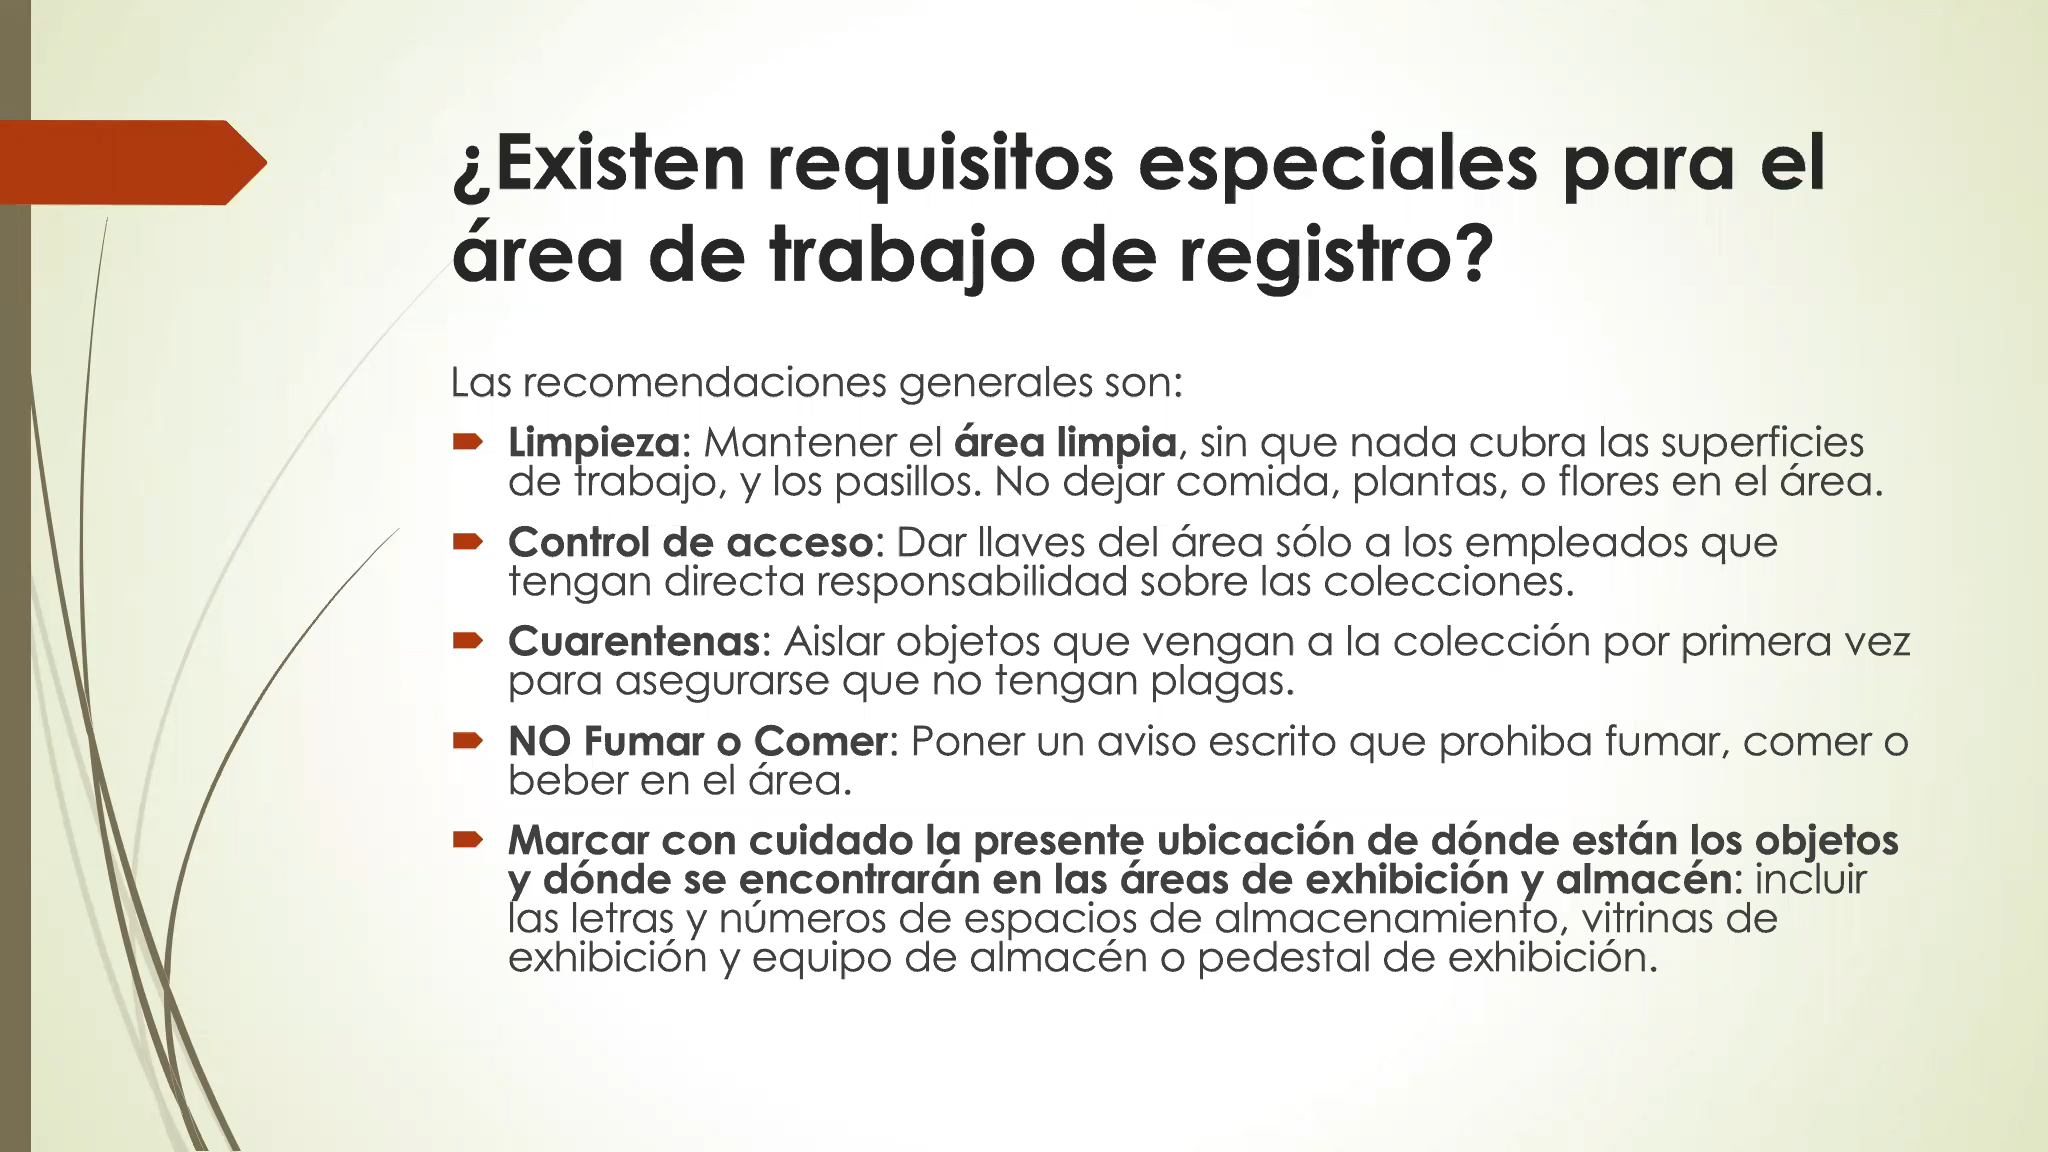 ¿Existen requisitos especiales para el
área de trabajo de registro?
Las recomendaciones generales son:
Limpieza: Mantener el área limpia, sin que nada cubra las superficies
de trabajo, y los pasillos. No dejar comida, plantas, o flores en el área.
Control de acceso: Dar llaves del área sólo a los empleados que
tengan directa responsabilidad sobre las colecciones.
Cuarentenas: Aislar objetos que vengan a la colección por primera vez
para asegurarse que no tengan plagas.
NO Fumar o Comer: Poner un aviso escrito que prohiba fumar, comer o
beber en el área.
Marcar con cuidado la presente ubicación de dónde están los objetos
y dónde se encontrarán en las áreas de exhibición y almacén: incluir
las letras y números de espacios de almacenamiento, vitrinas de
exhibición y equipo de almacén o pedestal de exhibición.